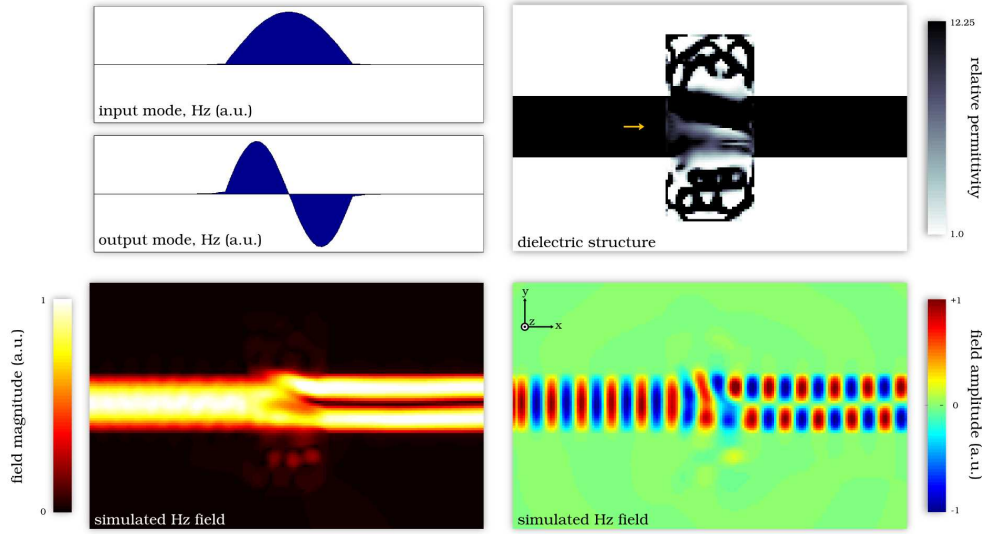 input mode, Hz (a.u.)
output mode, Hz (a.u.)
dielectric structure
12.25
relative permittivity
1.0
field magnitude (a.u.)
1
0
simulated Hz field
y
z
x
simulated Hz field
+1
0
-1
field amplitude (a.u.)